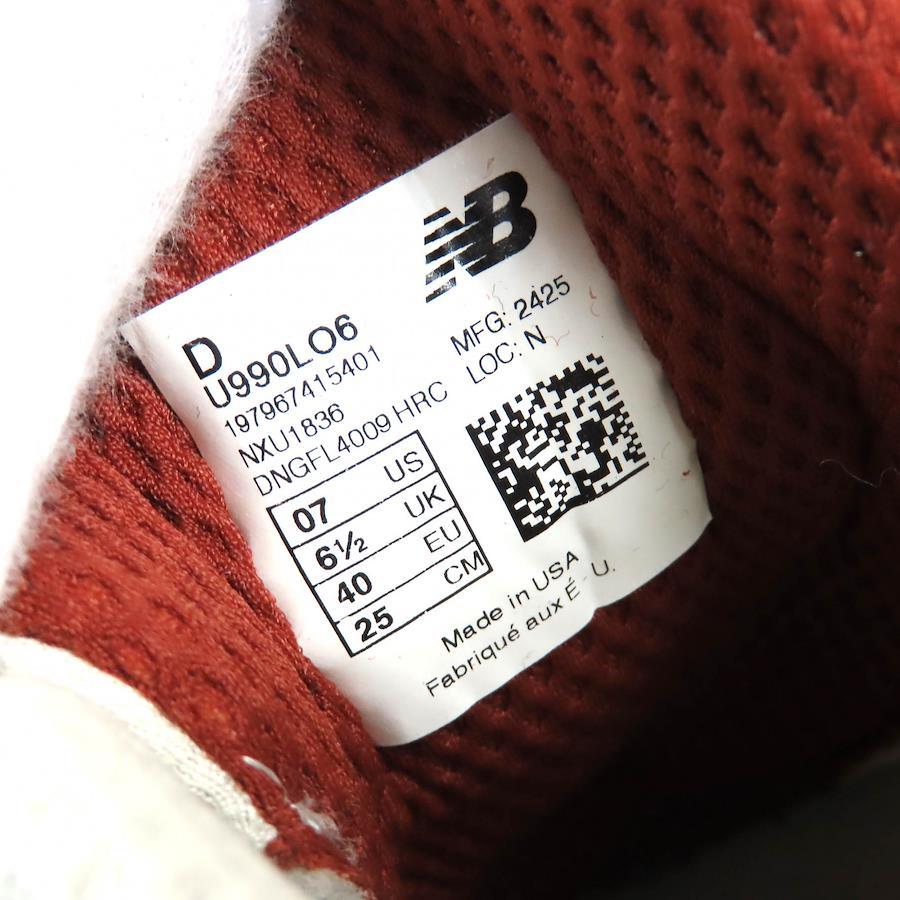 NB
D
U990LO6
197967415401
NXU1836
DNGFL4009 HRC
MFG: 2425
LOC: N
07 US
6½ UK
40 EU
25 CM
Made in USA
Fabriqué aux É U.